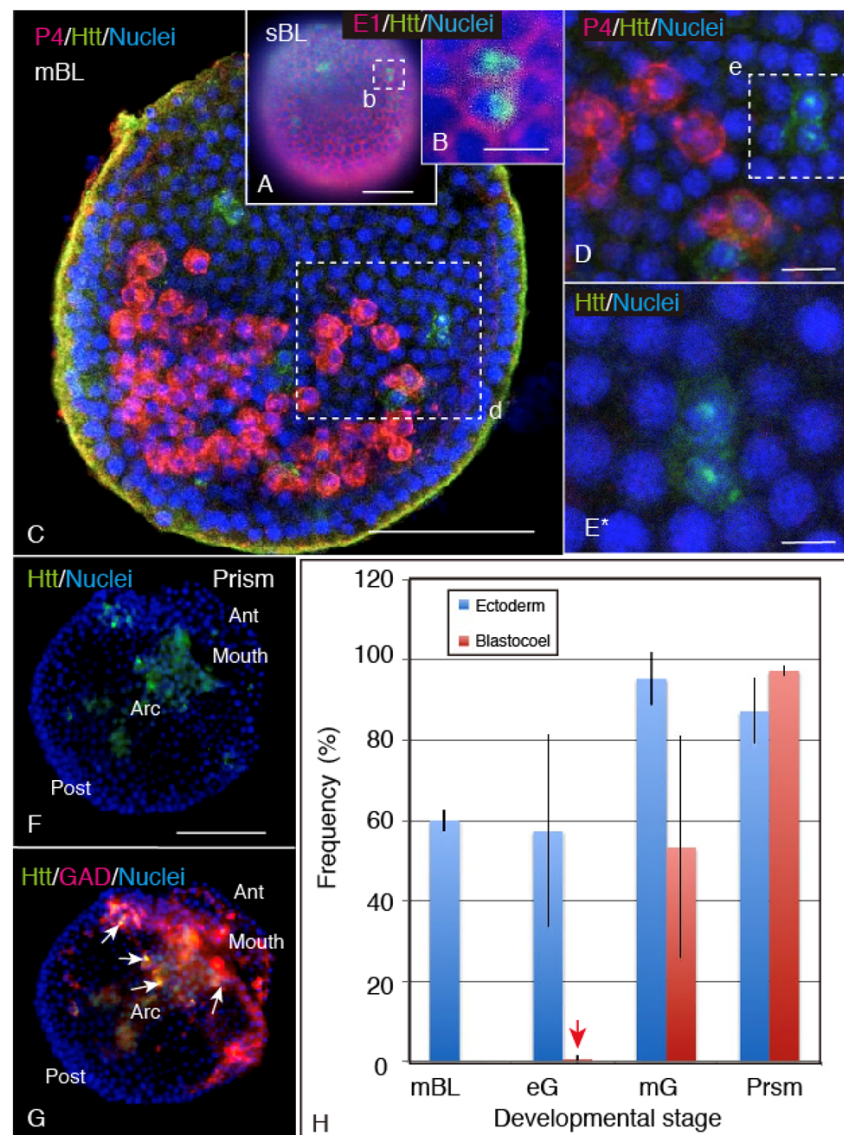 P4/Htt/Nuclei
mBL
C
d
sBL
b
A
E1/Htt/Nuclei
B
P4/Htt/Nuclei
e
D
Htt/Nuclei
E*
Htt/Nuclei
Prism
Ant
Mouth
Arc
Post
F
Htt/GAD/Nuclei
Ant
Mouth
Arc
Post
G
120
100
80
60
40
20
0
Frequency (%)
Ectoderm
Blastocoel
mBL eG mG Prsm
Developmental stage
H